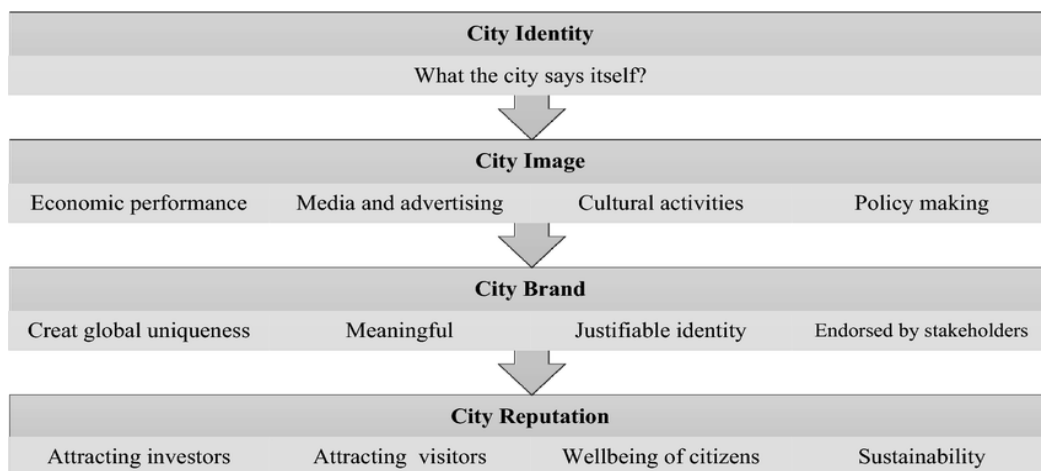 City Identity
What the city says itself?
City Image
Economic performance Media and advertising Cultural activities Policy making
City Brand
Creat global uniqueness Meaningful Justifiable identity Endorsed by stakeholders
City Reputation
Attracting investors Attracting visitors Wellbeing of citizens Sustainability